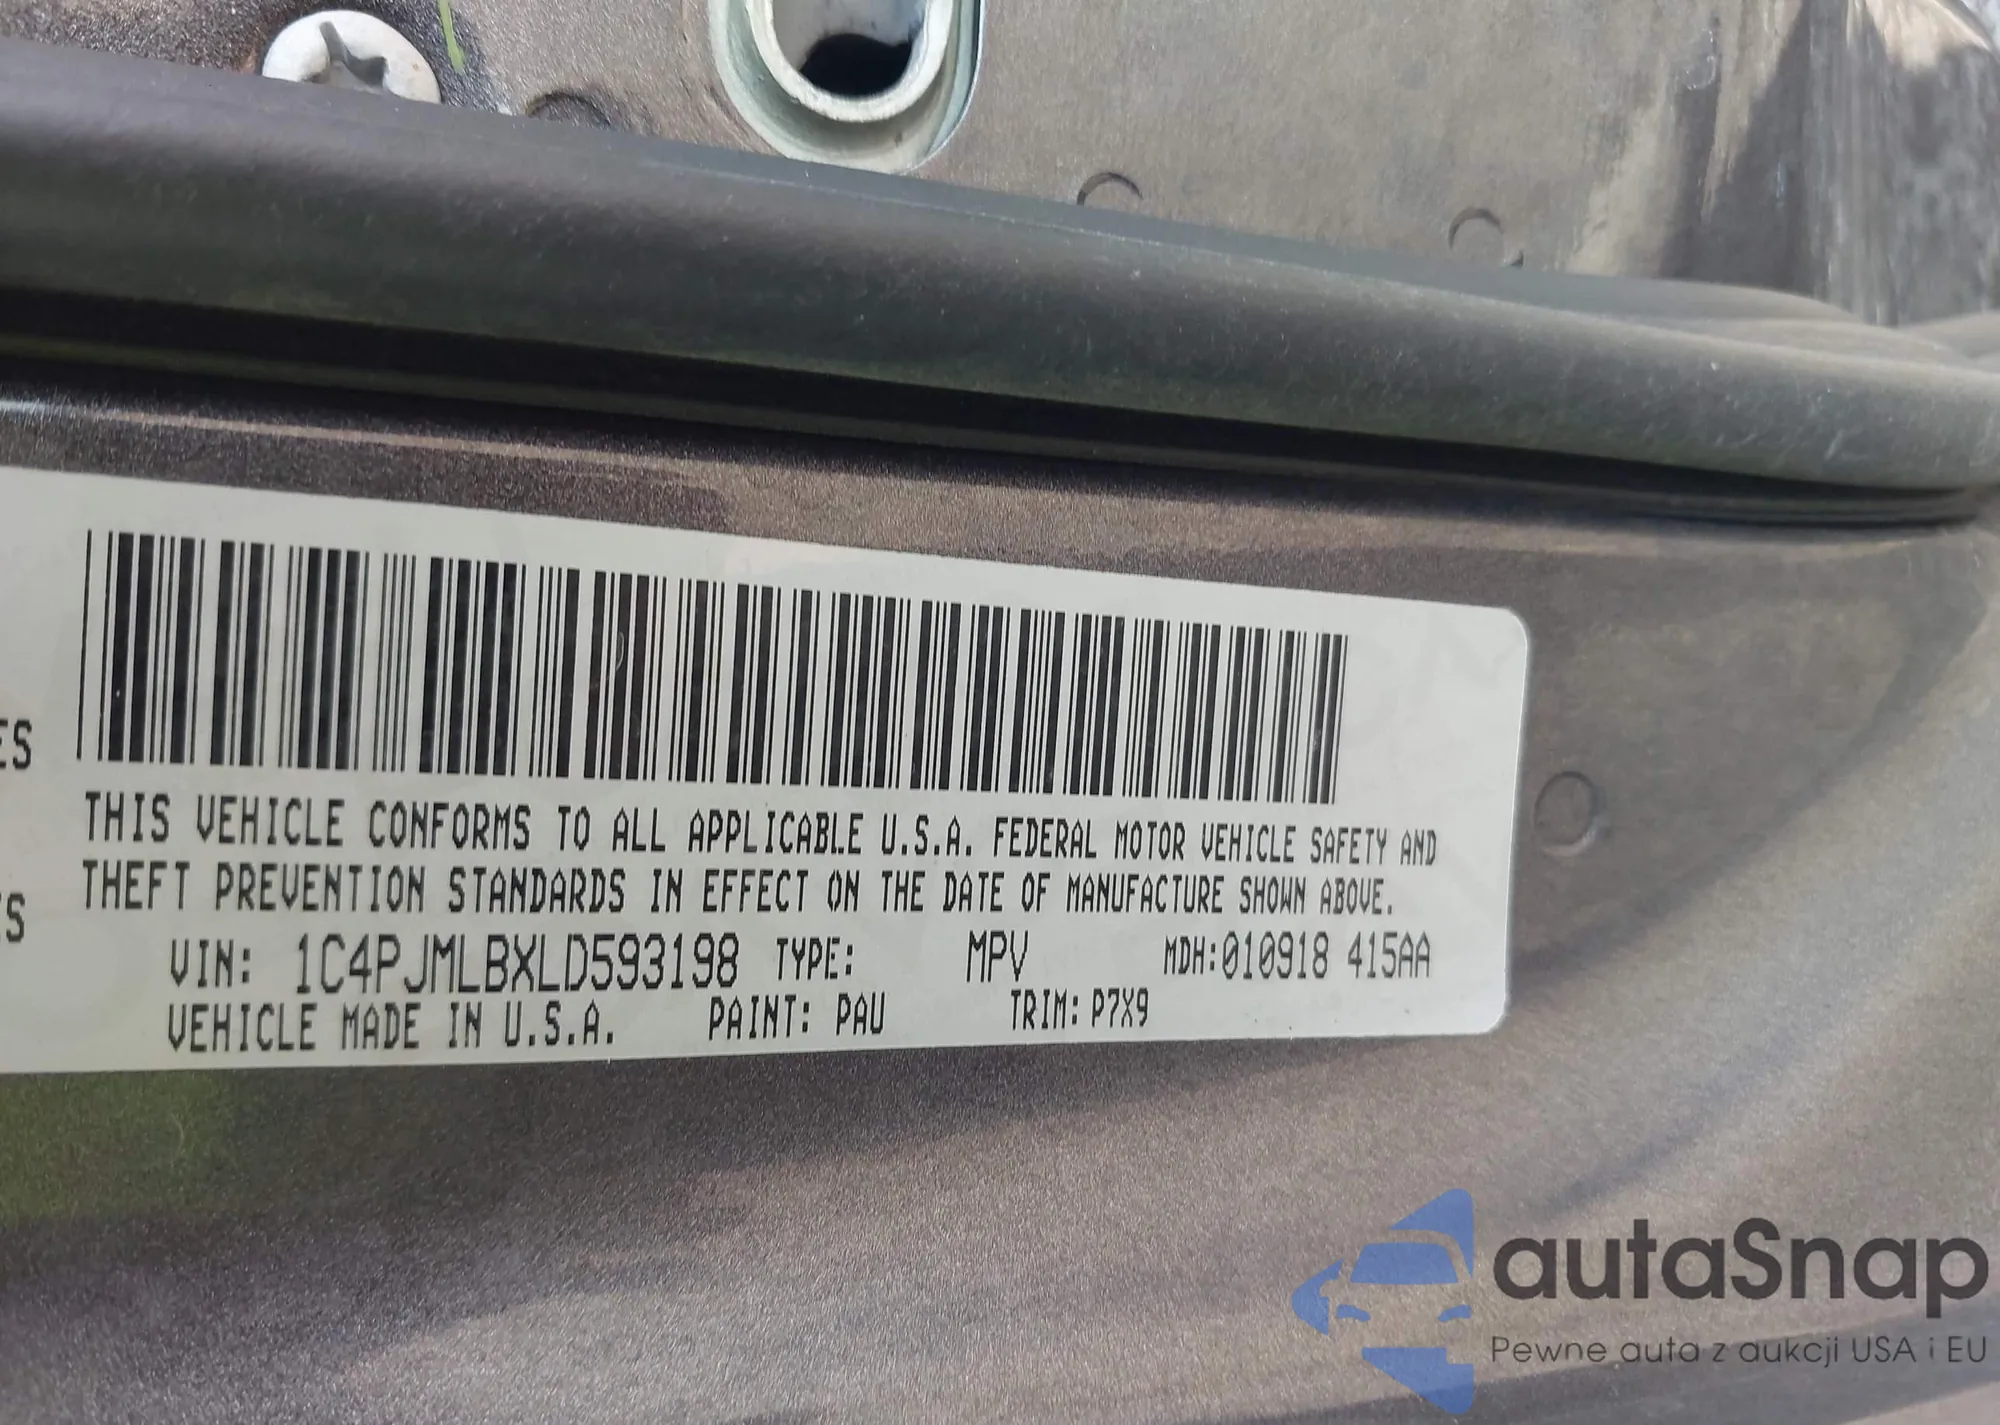 ES
THIS VEHICLE CONFORMS TO ALL APPLICABLE U.S.A. FEDERAL MOTOR VEHICLE SAFETY AND
THEFT PREVENTION STANDARDS IN EFFECT ON THE DATE OF MANUFACTURE SHOWN ABOVE.
ES
VIN: 1C4PJMLBXLD593198 TYPE: MPV MDH:010918 415AA
VEHICLE MADE IN U.S.A. PAINT: PAU TRIM: P7X9
autaSnap
Pewne auta z aukcji USA i EU